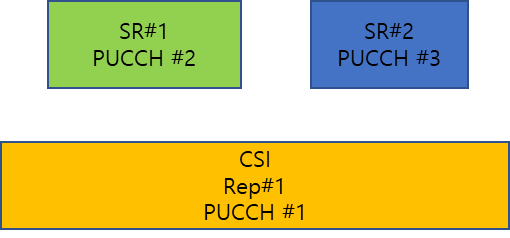 SR#1
PUCCH #2
SR#2
PUCCH #3
CSI
Rep#1
PUCCH #1